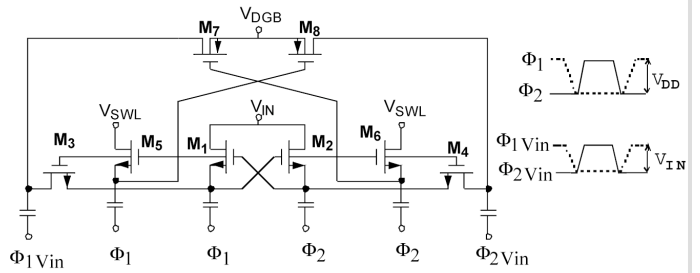 M7 VDGB M8
VSWL VIN VSWL
M3 M5 M1 M2 M6 M4
Φ1Vin Φ1 Φ1 Φ2 Φ2 Φ2Vin
Φ1
Φ2
VDD
Φ1Vin
Φ2Vin
VIN